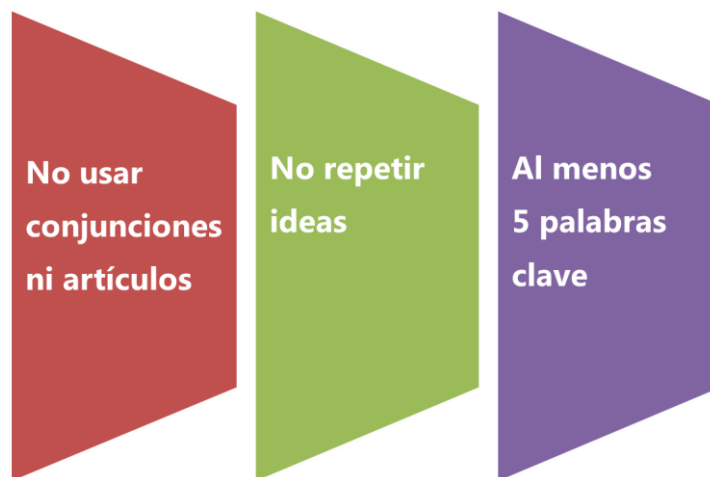 No usar
conjunciones
ni artículos
No repetir
ideas
Al menos
5 palabras
clave